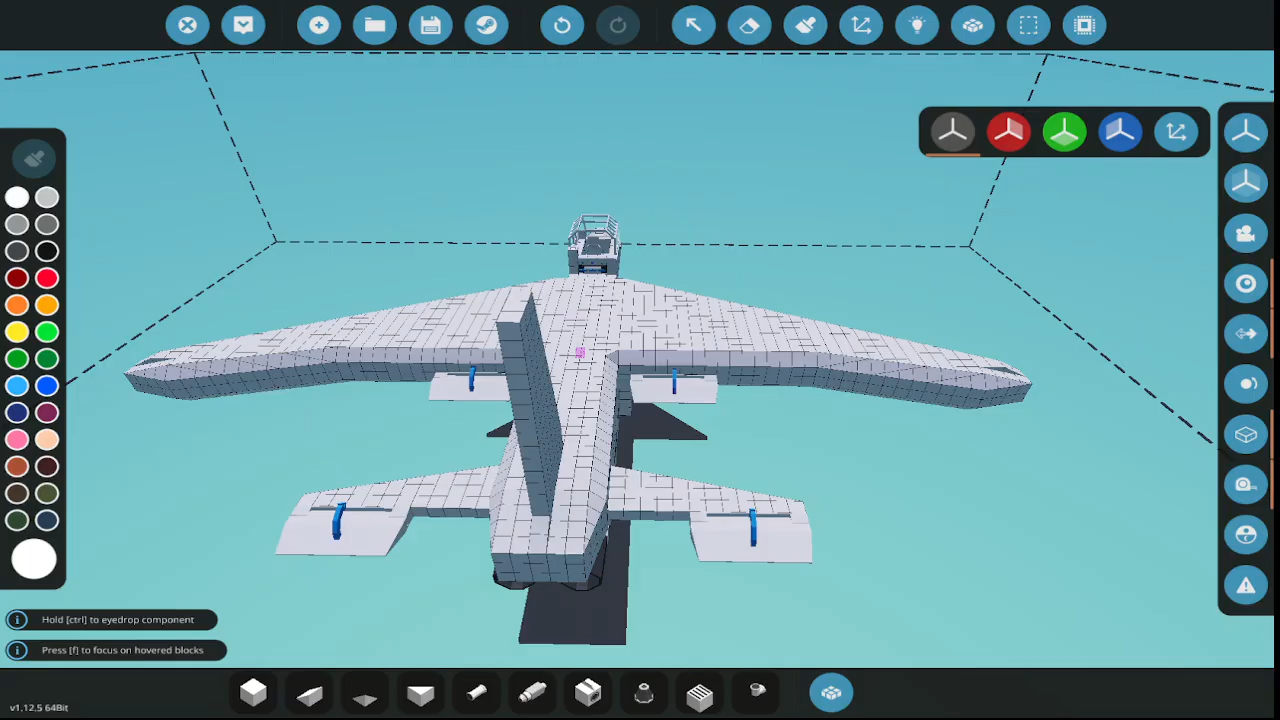 Hold [ctrl] to eyedrop component
Press [f] to focus on hovered blocks
v1.12.5 64Bit